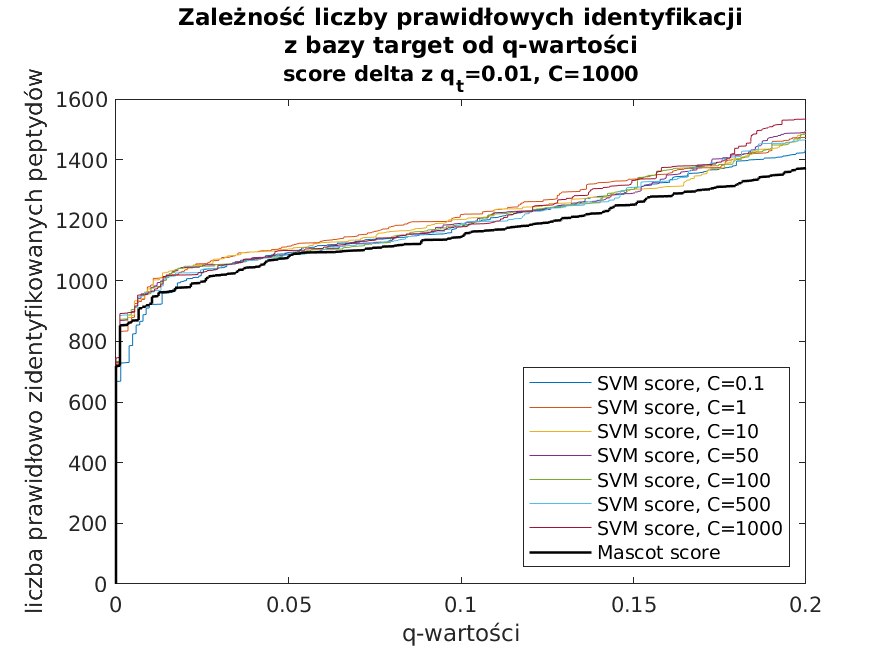 Zależność liczby prawidłowych identyfikacji
z bazy target od q-wartości
score delta z qt=0.01, C=1000
liczba prawidłowo zidentyfikowanych peptydów
1600
1400
1200
1000
800
600
400
200
0
0 0.05 0.1 0.15 0.2
q-wartości
SVM score, C=0.1
SVM score, C=1
SVM score, C=10
SVM score, C=50
SVM score, C=100
SVM score, C=500
SVM score, C=1000
Mascot score